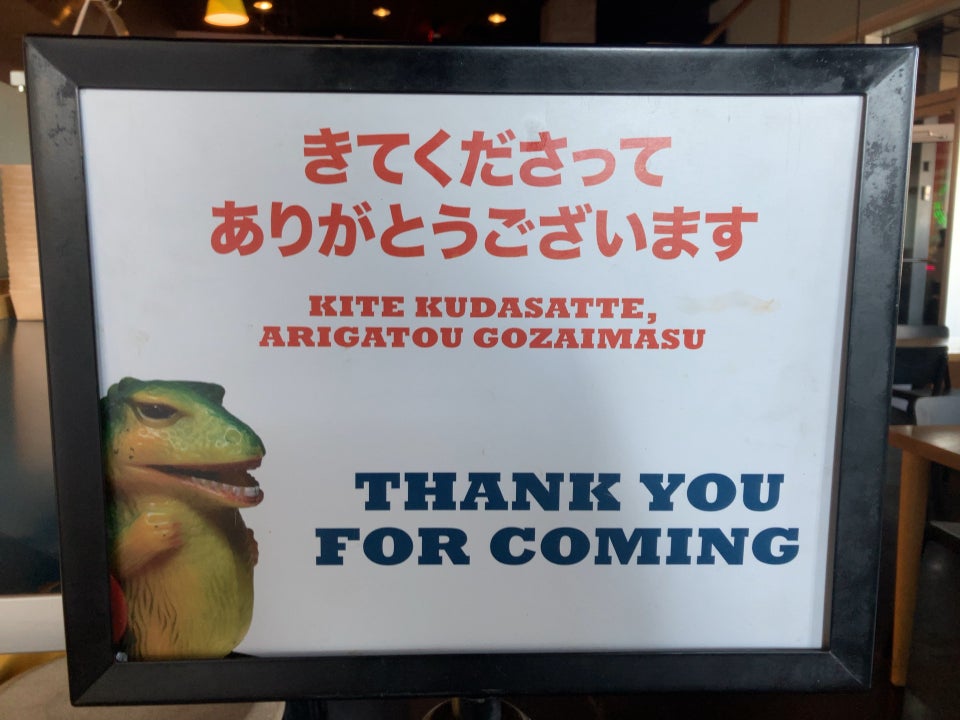 きてくださって
ありがとうございます
KITE KUDASATTE,
ARIGATOU GOZAIMASU
THANK YOU
FOR COMING